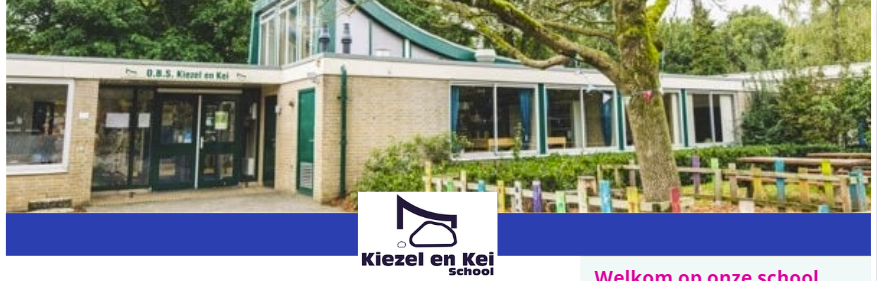 O.B.S. Kiezel en Kei
Kiezel en Kei
School
Welkom op onze school